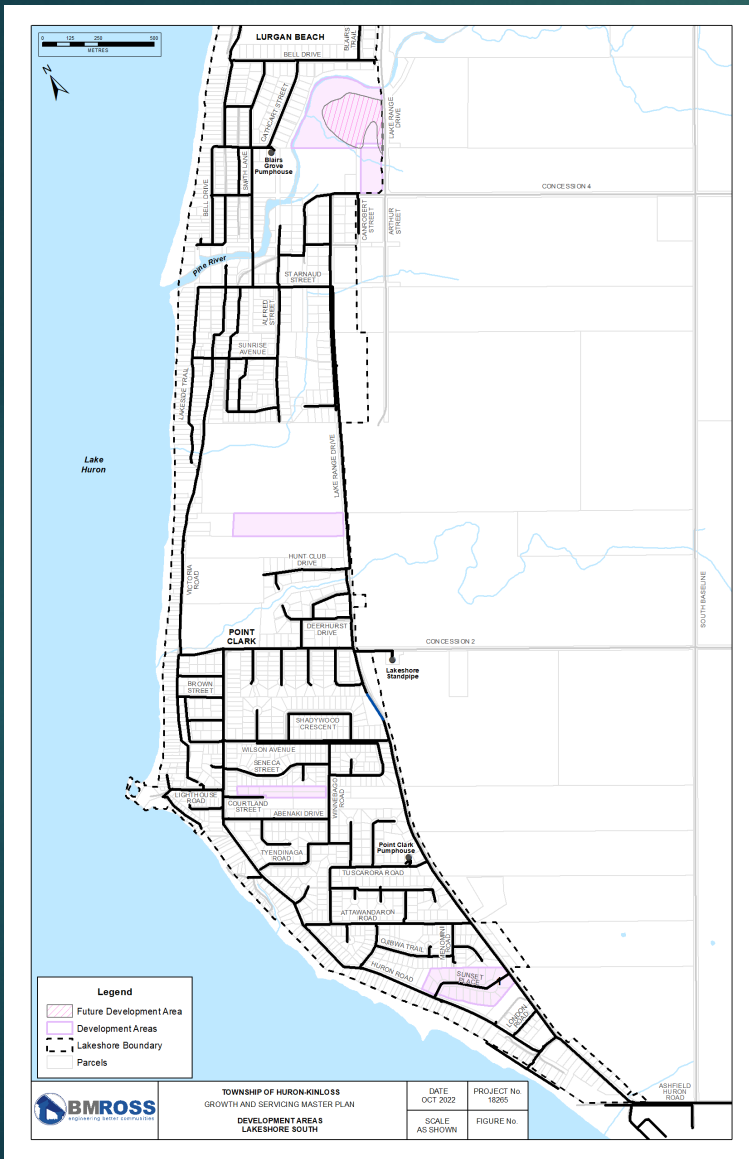 0 125 250 500
METRES
N
LURGAN BEACH
BELL DRIVE
BLAIRS
TRAIL
CATHCART STREET
LAKE RANGE
DRIVE
Blairs
Grove
Pumphouse
SMITH LANE
BELL DRIVE
CONCESSION 4
CANROBERT
STREET
ARTHUR
STREET
Pine River
ST ARNAUD
STREET
ALFRED
STREET
SUNRISE
AVENUE
LAKESIDE TRAIL
Lake
Huron
LAKE RANGE DRIVE
HUNT CLUB
DRIVE
VICTORIA
ROAD
SOUTH BASELINE
DEERHURST
DRIVE
POINT
CLARK
CONCESSION 2
Lakeshore
Standpipe
BROWN
STREET
SHADYWOOD
CRESCENT
WILSON AVENUE
SENECA
STREET
WINNEBAGO
ROAD
LIGHTHOUSE
ROAD
COURTLAND
STREET
ABENAKI DRIVE
TYENDINAGA
ROAD
Point Clark
Pumphouse
TUSCARORA ROAD
ATTAWANDARON
ROAD
OJIBWA TRAIL
MENOMINI
ROAD
HURON ROAD
SUNSET
PLACE
LONDON
ROAD
ASHFIELD
HURON
ROAD
Legend
Future Development Area
Development Areas
Lakeshore Boundary
Parcels
BMROSS
engineering better communities
TOWNSHIP OF HURON-KINLOSS
GROWTH AND SERVICING MASTER PLAN
DEVELOPMENT AREAS
LAKESHORE SOUTH
DATE
OCT 2022
PROJECT No.
18265
SCALE
AS SHOWN
FIGURE No.